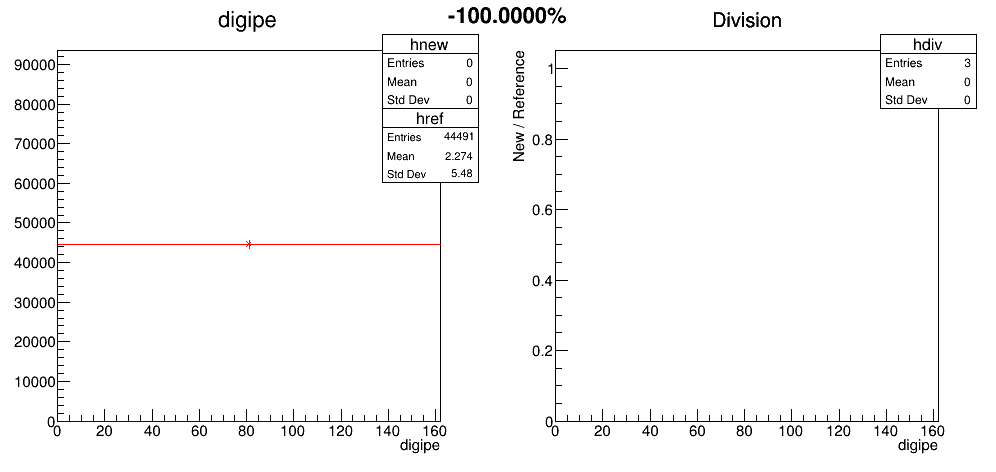 -100.0000%
digipe
hnew
Entries 0
Mean 0
Std Dev 0
href
Entries 44491
Mean 2.274
Std Dev 5.48
90000
80000
70000
60000
50000
40000
30000
20000
10000
0
0 20 40 60 80 100 120 140 160
digipe
Division
hdiv
Entries 3
Mean 0
Std Dev 0
New / Reference
1
0.8
0.6
0.4
0.2
0
0 20 40 60 80 100 120 140 160
digipe